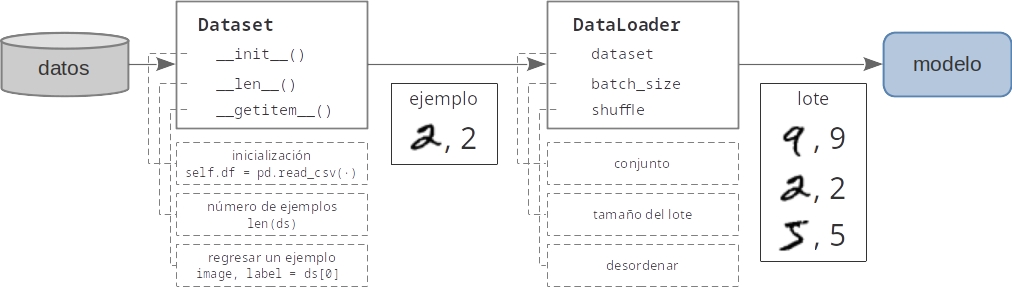 datos
Dataset
__init__()
__len__()
__getitem__()
inicialización
self.df = pd.read_csv(·)
número de ejemplos
len(ds)
regresar un ejemplo
image, label = ds[0]
ejemplo
2, 2
DataLoader
dataset
batch_size
shuffle
conjunto
tamaño del lote
desordenar
lote
9, 9
2, 2
5, 5
modelo